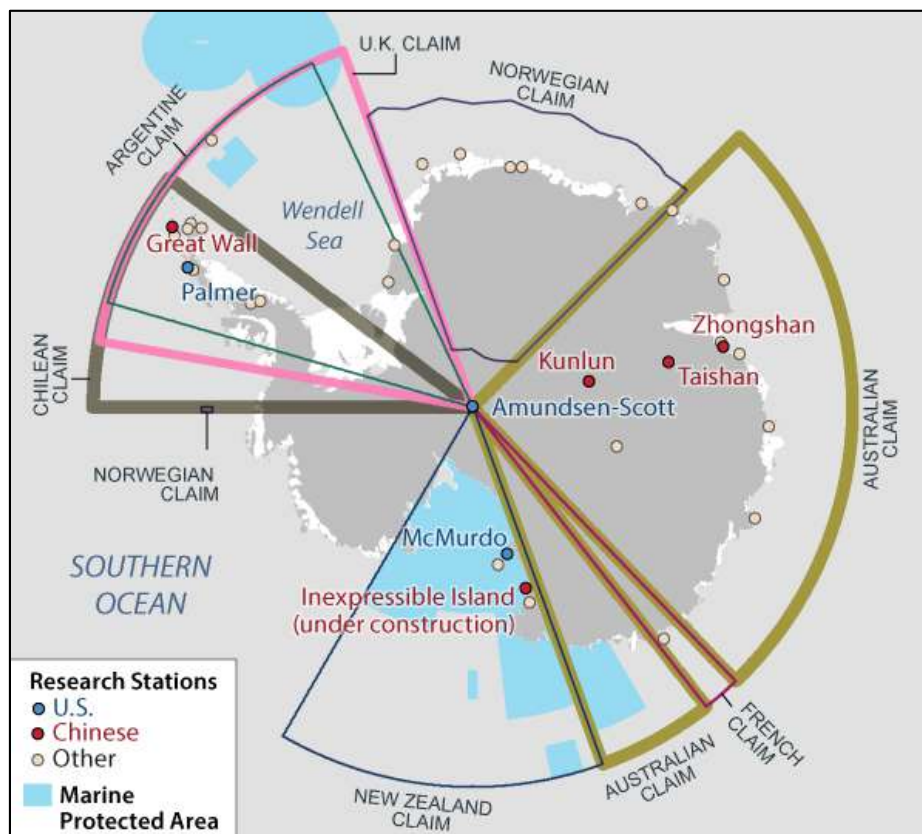 U.K. CLAIM
NORWEGIAN
CLAIM
ARGENTINE
CLAIM
Wendell
Sea
Great Wall
Palmer
Zhongshan
Kunlun
Taishan
Amundsen-Scott
CHILEAN
CLAIM
AUSTRALIAN
CLAIM
NORWEGIAN
CLAIM
McMurdo
SOUTHERN
OCEAN
Inexpressible Island
(under construction)
Research Stations
U.S.
Chinese
Other
Marine
Protected Area
FRENCH
CLAIM
AUSTRALIAN
CLAIM
NEW ZEALAND
CLAIM